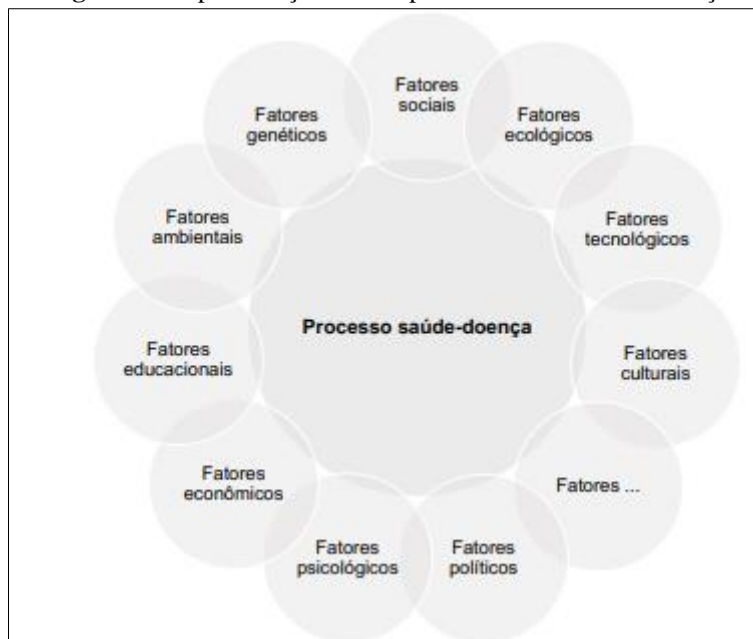 Fatores
sociais
Fatores
ecológicos
Fatores
tecnológicos
Fatores
culturais
Fatores ...
Fatores
políticos
Fatores
psicológicos
Fatores
econômicos
Fatores
educacionais
Fatores
ambientais
Fatores
genéticos
Processo saúde-doença